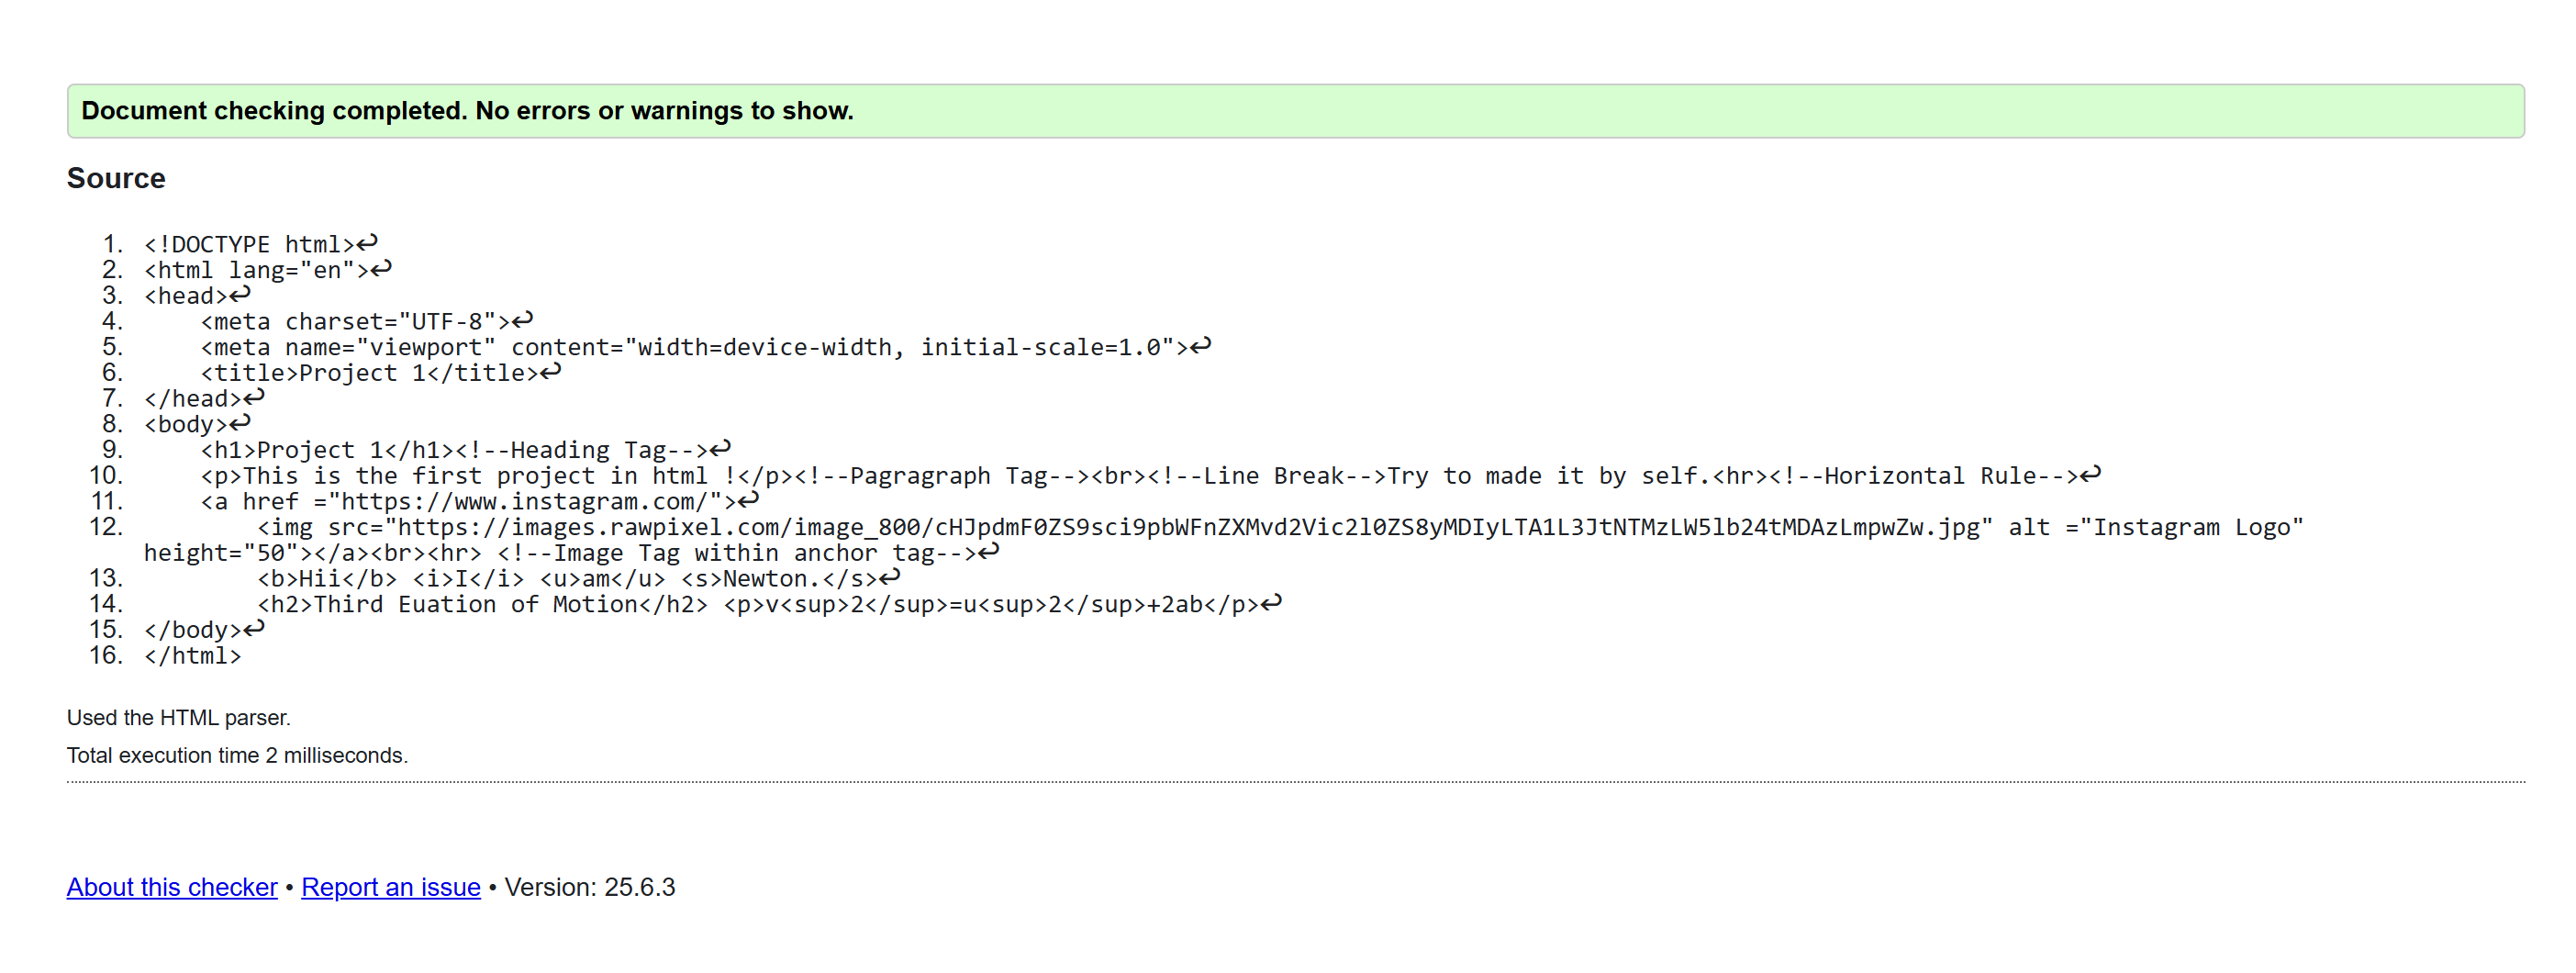 Document checking completed. No errors or warnings to show.
Source
1. <!DOCTYPE html>↩
2. <html lang="en">↩
3. <head>↩
4.     <meta charset="UTF-8">↩
5.     <meta name="viewport" content="width=device-width, initial-scale=1.0">↩
6.     <title>Project 1</title>↩
7. </head>↩
8. <body>↩
9.     <h1>Project 1</h1><!--Heading Tag-->↩
10.     <p>This is the first project in html !</p><!--Pagragraph Tag--><br><!--Line Break-->Try to made it by self.<hr><!--Horizontal Rule-->↩
11.     <a href ="https://www.instagram.com/">↩
12.         <img src="https://images.rawpixel.com/image_800/cHJpdmF0ZS9sci9pbWFnZXMvd2Vic2l0ZS8yMDIyLTA1L3JtNTMzLW5lb24tMDAzLmpwZw.jpg" alt ="Instagram Logo"
height="50"></a><br><hr> <!--Image Tag within anchor tag-->↩
13.         <b>Hii</b> <i>I</i> <u>am</u> <s>Newton.</s>↩
14.         <h2>Third Euation of Motion</h2> <p>v<sup>2</sup>=u<sup>2</sup>+2ab</p>↩
15. </body>↩
16. </html>
Used the HTML parser.
Total execution time 2 milliseconds.
About this checker • Report an issue • Version: 25.6.3